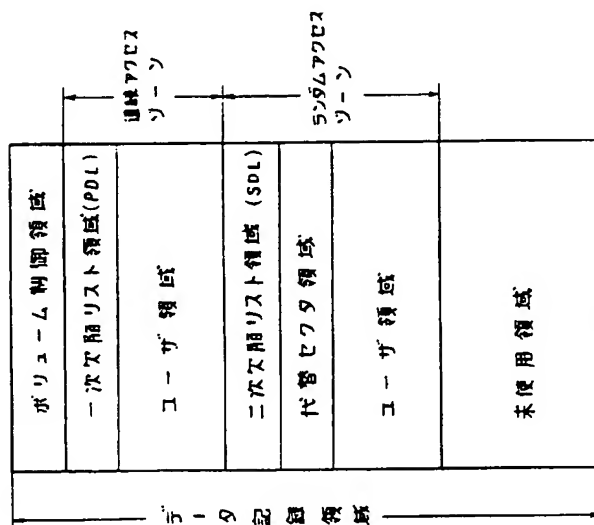 連続アクセス
ゾーン
ランダムアクセス
ゾーン
ボリューム制御領域
一次欠陥リスト領域(PDL)
ユーザ領域
二次欠陥リスト領域 (SDL)
代替セクタ領域
ユーザ領域
未使用領域
データ記録領域